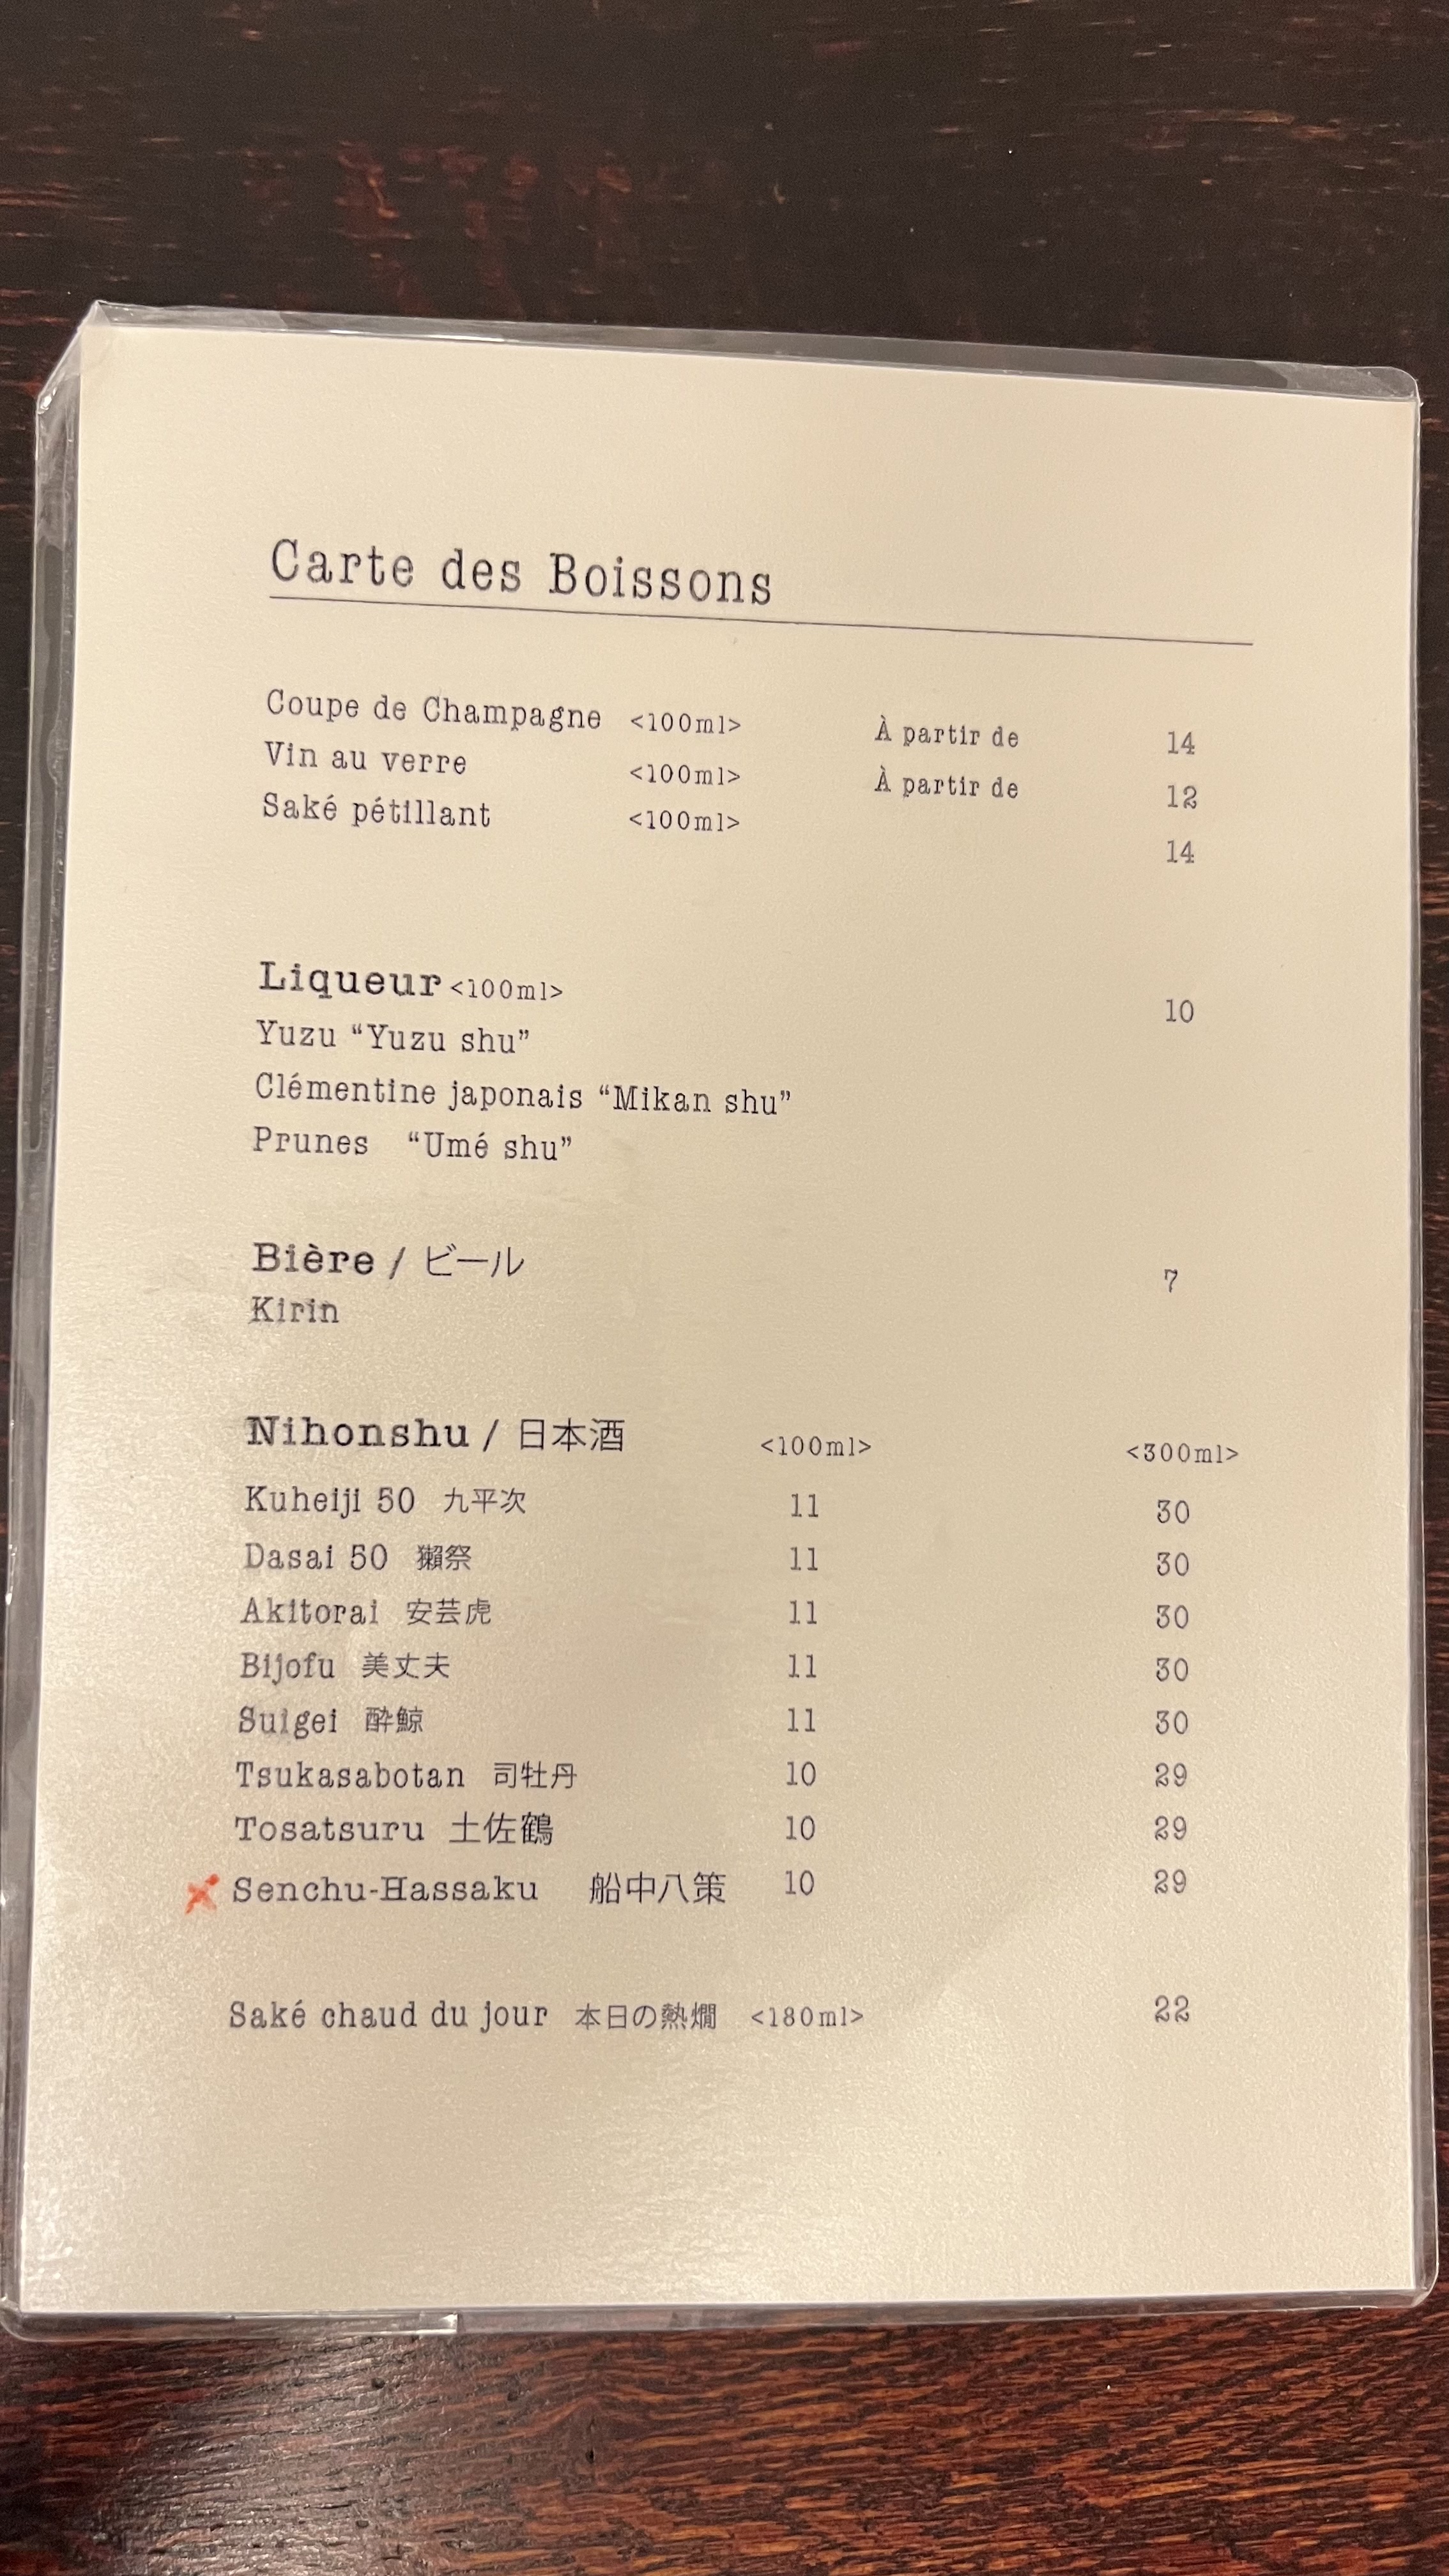 Carte des Boissons
Coupe de Champagne <100ml> À partir de 14
Vin au verre <100ml> À partir de 12
Saké pétillant <100ml> 14
Liqueur <100ml> 10
Yuzu “Yuzu shu”
Clémentine japonais “Mikan shu”
Prunes “Umé shu”
Bière / ビール 7
Kirin
Nihonshu / 日本酒 <100ml> <300ml>
Kuheiji 50 九平次 11 30
Dasai 50 獺祭 11 30
Akitorai 安芸虎 11 30
Bijofu 美丈夫 11 30
Suigei 酔鯨 11 30
Tsukasabotan 司牡丹 10 29
Tosatsuru 土佐鶴 10 29
Senchu-Hassaku 船中八策 10 29
Saké chaud du jour 本日の熱燗 <180ml> 22